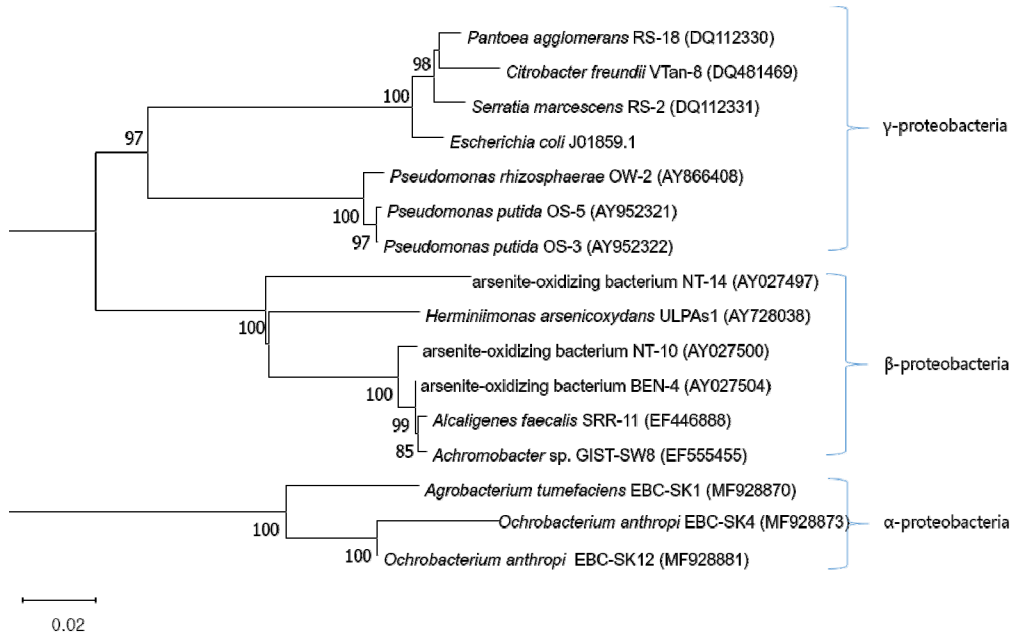 Pantoea agglomerans RS-18 (DQ112330)
98
Citrobacter freundii VTan-8 (DQ481469)
100
Serratia marcescens RS-2 (DQ112331)
γ-proteobacteria
97
Escherichia coli J01859.1
Pseudomonas rhizosphaerae OW-2 (AY866408)
100
Pseudomonas putida OS-5 (AY952321)
97
Pseudomonas putida OS-3 (AY952322)
arsenite-oxidizing bacterium NT-14 (AY027497)
100
Herminiimonas arsenicoxydans ULPAs1 (AY728038)
arsenite-oxidizing bacterium NT-10 (AY027500)
β-proteobacteria
100
arsenite-oxidizing bacterium BEN-4 (AY027504)
99
Alcaligenes faecalis SRR-11 (EF446888)
85
Achromobacter sp. GIST-SW8 (EF555455)
Agrobacterium tumefaciens EBC-SK1 (MF928870)
100
Ochrobacterium anthropi EBC-SK4 (MF928873)
α-proteobacteria
100
Ochrobacterium anthropi EBC-SK12 (MF928881)
0.02